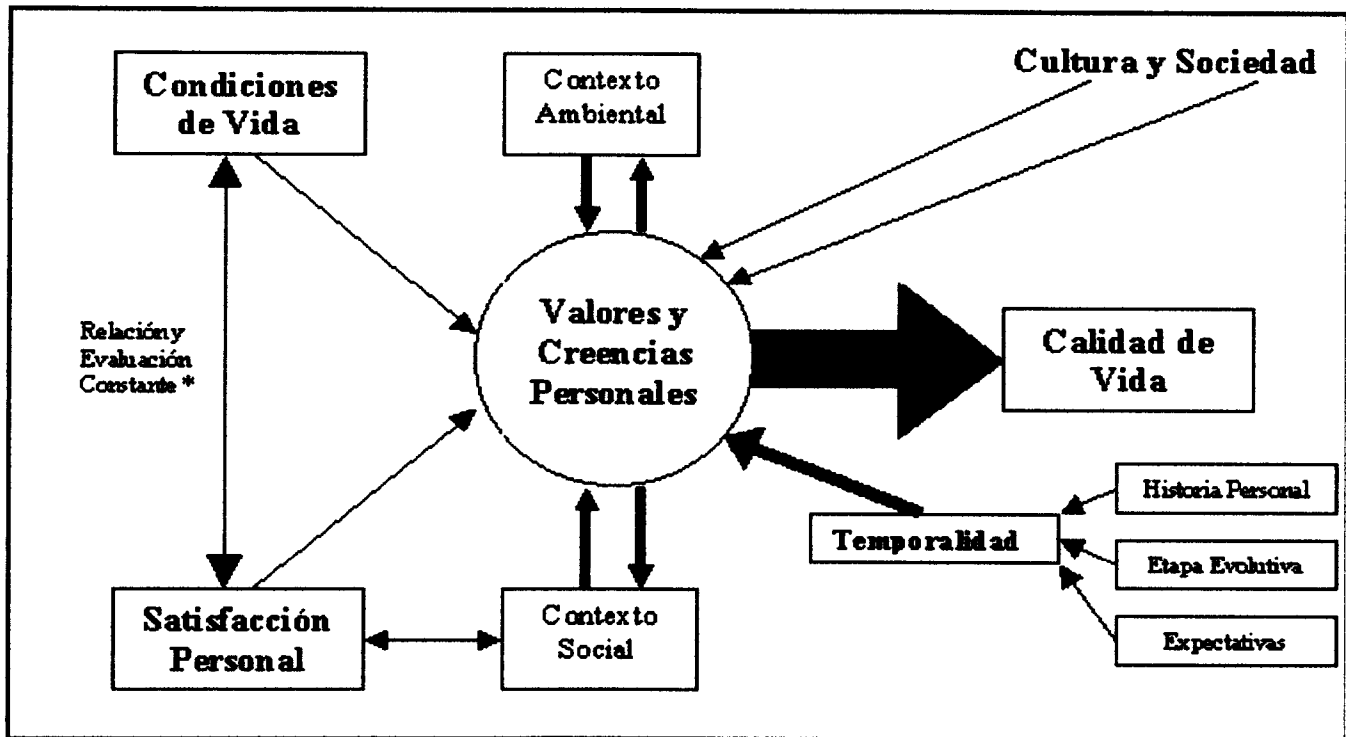 Condiciones
de Vida
Contexto
Ambiental
Cultura y Sociedad
Relación y
Evaluación
Constante *
Valores y
Creencias
Personales
Calidad de
Vida
Historia Personal
Temporalidad
Etapa Evolutiva
Expectativas
Satisfacción
Personal
Contexto
Social